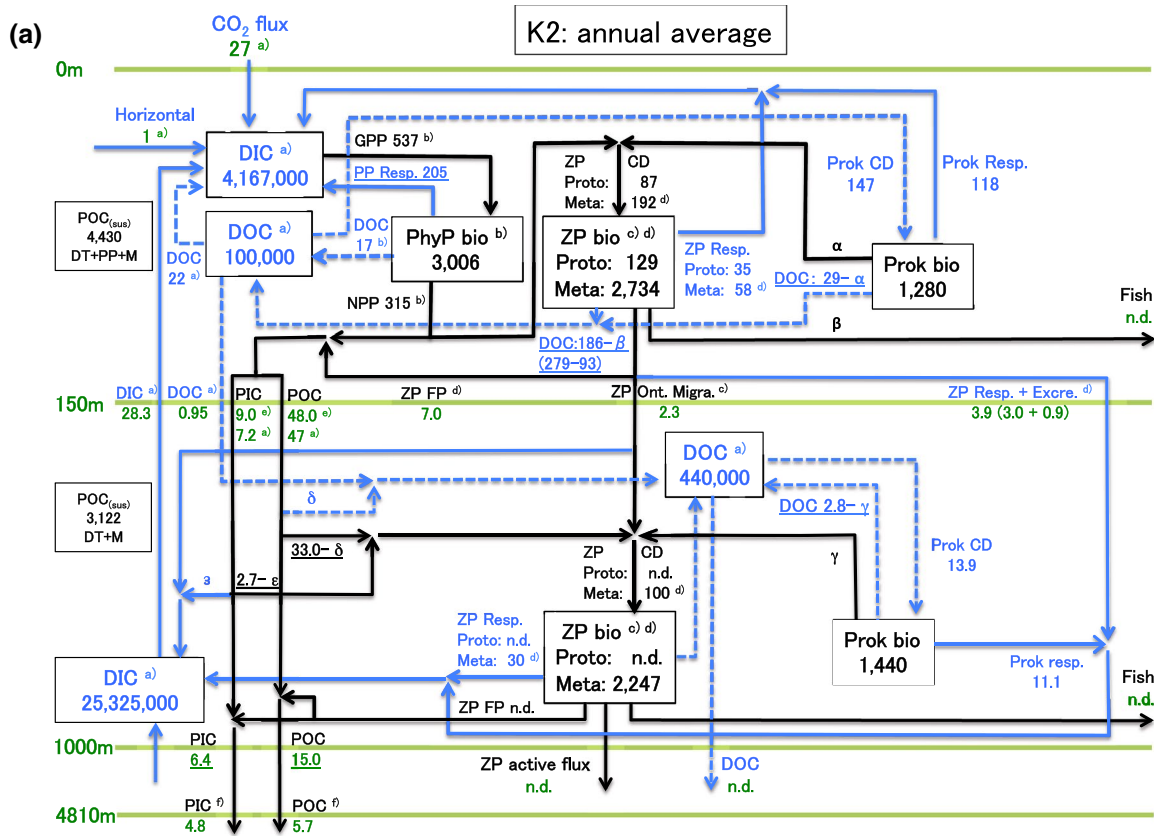 (a)
K2: annual average
CO₂ flux
27 a)
0m
Horizontal
1 a)
DIC a)
4,167,000
GPP 537 b)
PP Resp. 205
ZP CD
Proto: 87
Meta: 192 d)
Prok CD
147
Prok Resp.
118
POC(sus)
4,430
DT+PP+M
DOC a)
100,000
DOC
17 b)
PhyP bio b)
3,006
ZP bio c) d)
Proto: 129
Meta: 2,734
ZP Resp.
Proto: 35
Meta: 58 d)
α
Prok bio
1,280
DOC
22 a)
DOC: 29- α
NPP 315 b)
β
Fish
n.d.
DOC:186-β
(279-93)
DIC a)
28.3
DOC a)
0.95
PIC
9.0 e)
7.2 a)
POC
48.0 e)
47 a)
ZP FP d)
7.0
ZP Ont. Migra. c)
2.3
ZP Resp. + Excre. d)
3.9 (3.0 + 0.9)
150m
DOC a)
440,000
POC(sus)
3,122
DT+M
δ
DOC 2.8- γ
33.0- δ
Prok CD
13.9
ZP CD
Proto: n.d.
Meta: 100 d)
γ
ε
2.7- ε
ZP Resp.
Proto: n.d.
Meta: 30 d)
ZP bio c) d)
Proto: n.d.
Meta: 2,247
Prok bio
1,440
Prok resp.
11.1
DIC a)
25,325,000
ZP FP n.d.
Fish
n.d.
1000m
PIC
6.4
POC
15.0
ZP active flux
n.d.
DOC
n.d.
4810m
PIC f)
4.8
POC f)
5.7